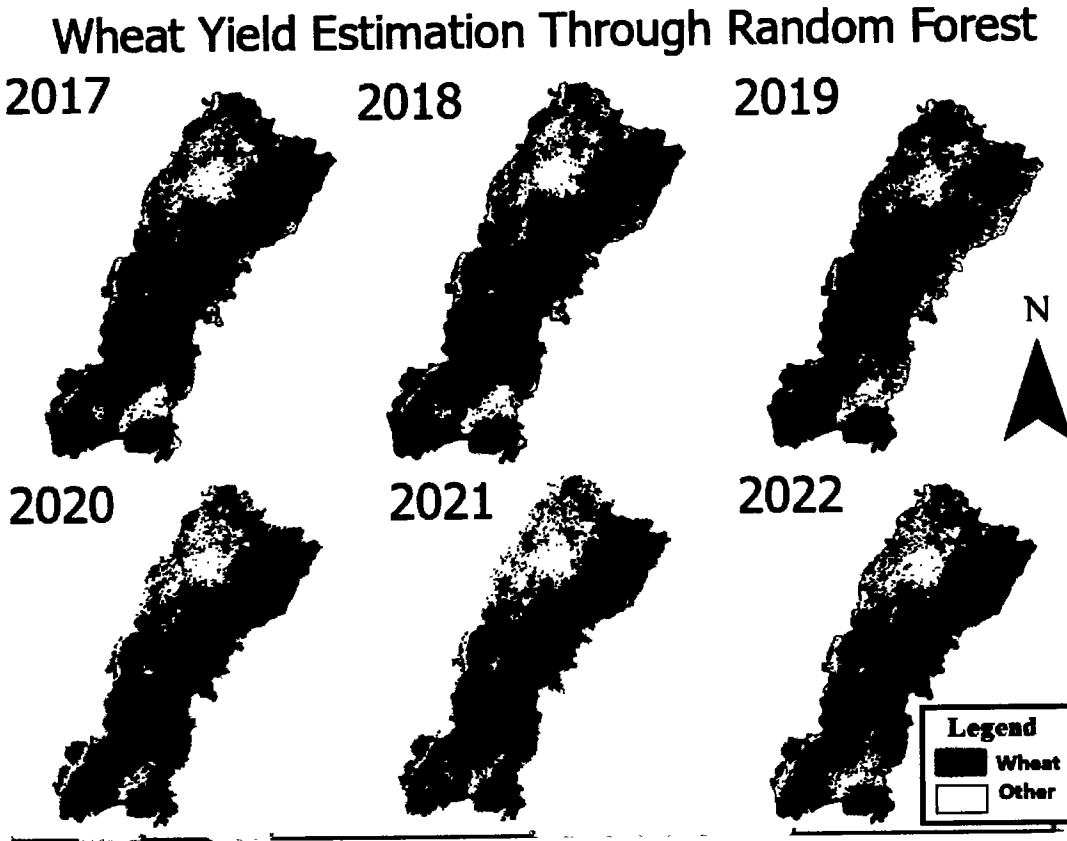 Wheat Yield Estimation Through Random Forest
2017
2018
2019
N
2020
2021
2022
Legend
Wheat
Other